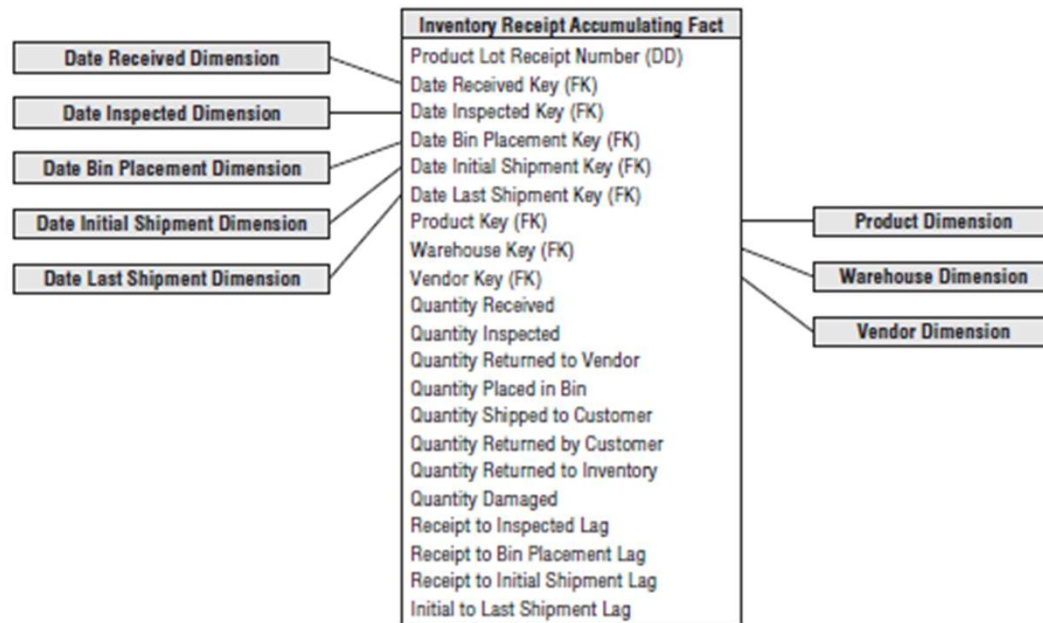 Inventory Receipt Accumulating Fact
Product Lot Receipt Number (DD)
Date Received Key (FK)
Date Inspected Key (FK)
Date Bin Placement Key (FK)
Date Initial Shipment Key (FK)
Date Last Shipment Key (FK)
Product Key (FK)
Warehouse Key (FK)
Vendor Key (FK)
Quantity Received
Quantity Inspected
Quantity Returned to Vendor
Quantity Placed in Bin
Quantity Shipped to Customer
Quantity Returned by Customer
Quantity Returned to Inventory
Quantity Damaged
Receipt to Inspected Lag
Receipt to Bin Placement Lag
Receipt to Initial Shipment Lag
Initial to Last Shipment Lag
Date Received Dimension
Date Inspected Dimension
Date Bin Placement Dimension
Date Initial Shipment Dimension
Date Last Shipment Dimension
Product Dimension
Warehouse Dimension
Vendor Dimension